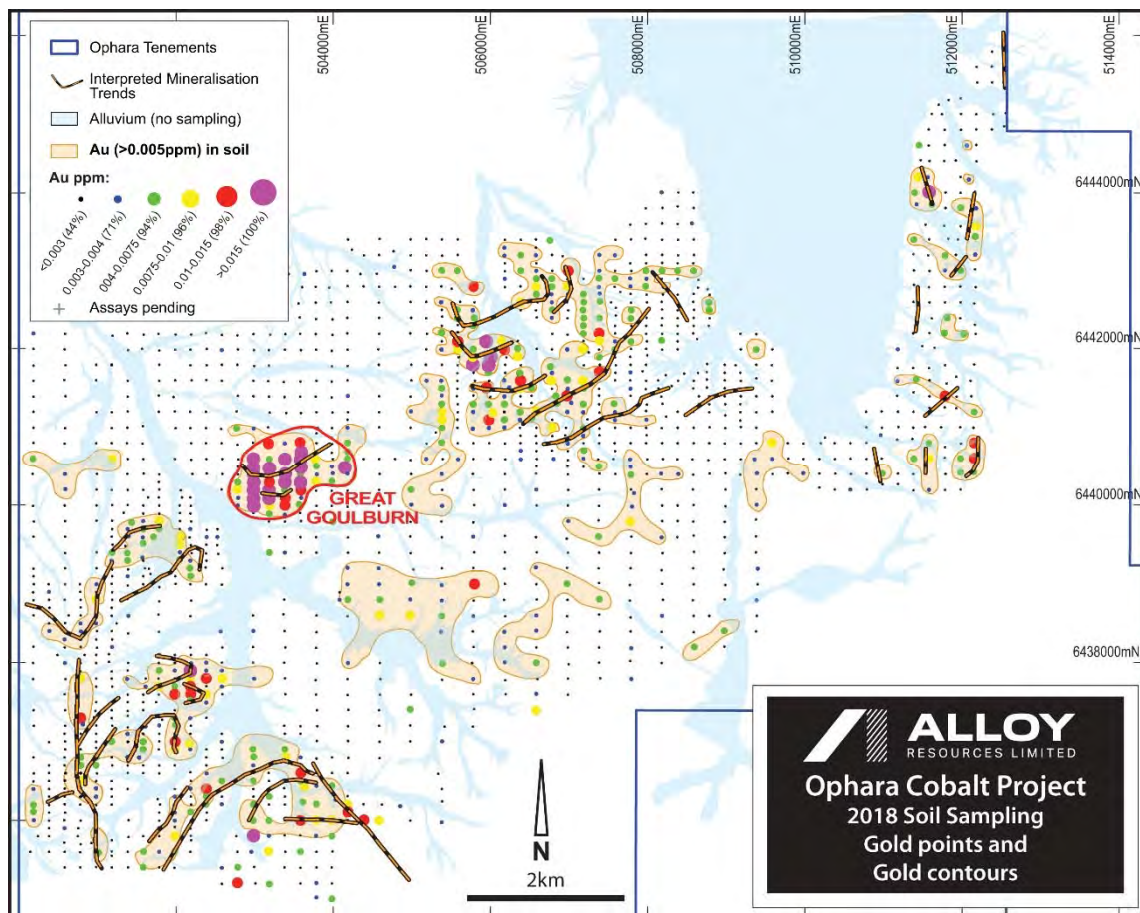 Ophara Tenements
Interpreted Mineralisation
Trends
Alluvium (no sampling)
Au (>0.005ppm) in soil
Au ppm:
<0.003 (44%)
0.003-0.004 (71%)
004-0.0075 (94%)
0.0075-0.01 (96%)
0.01-0.015 (98%)
>0.015 (100%)
Assays pending
504000mE
506000mE
508000mE
510000mE
512000mE
514000mE
6444000mN
6442000mN
6440000mN
6438000mN
GREAT
GOULBURN
N
2km
ALLOY
RESOURCES LIMITED
Ophara Cobalt Project
2018 Soil Sampling
Gold points and
Gold contours